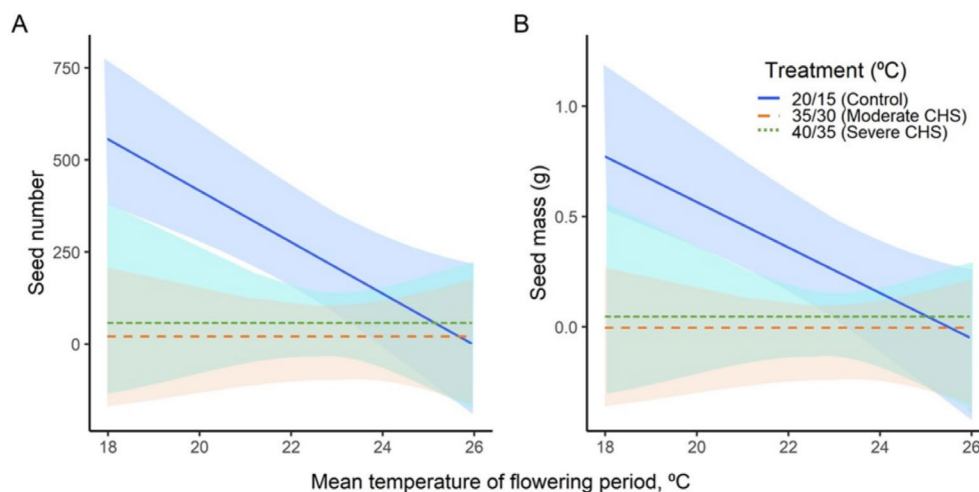 A
Seed number
750
500
250
0
18
20
22
24
26
B
Seed mass (g)
1.0
0.5
0.0
18
20
22
24
26
Treatment (ºC)
20/15 (Control)
35/30 (Moderate CHS)
40/35 (Severe CHS)
Mean temperature of flowering period, ºC